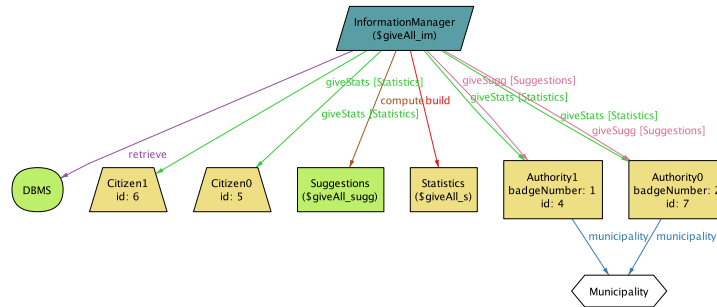 InformationManager
($giveAll_im)
giveStats [Statistics]
giveSugg [Suggestions]
compute
build
giveStats [Statistics]
giveStats [Statistics]
giveStats [Statistics]
giveSugg [Suggestions]
retrieve
DBMS
Citizen1
id: 6
Citizen0
id: 5
Suggestions
($giveAll_sugg)
Statistics
($giveAll_s)
Authority1
badgeNumber: 1
id: 4
Authority0
badgeNumber: 2
id: 7
municipality
municipality
Municipality